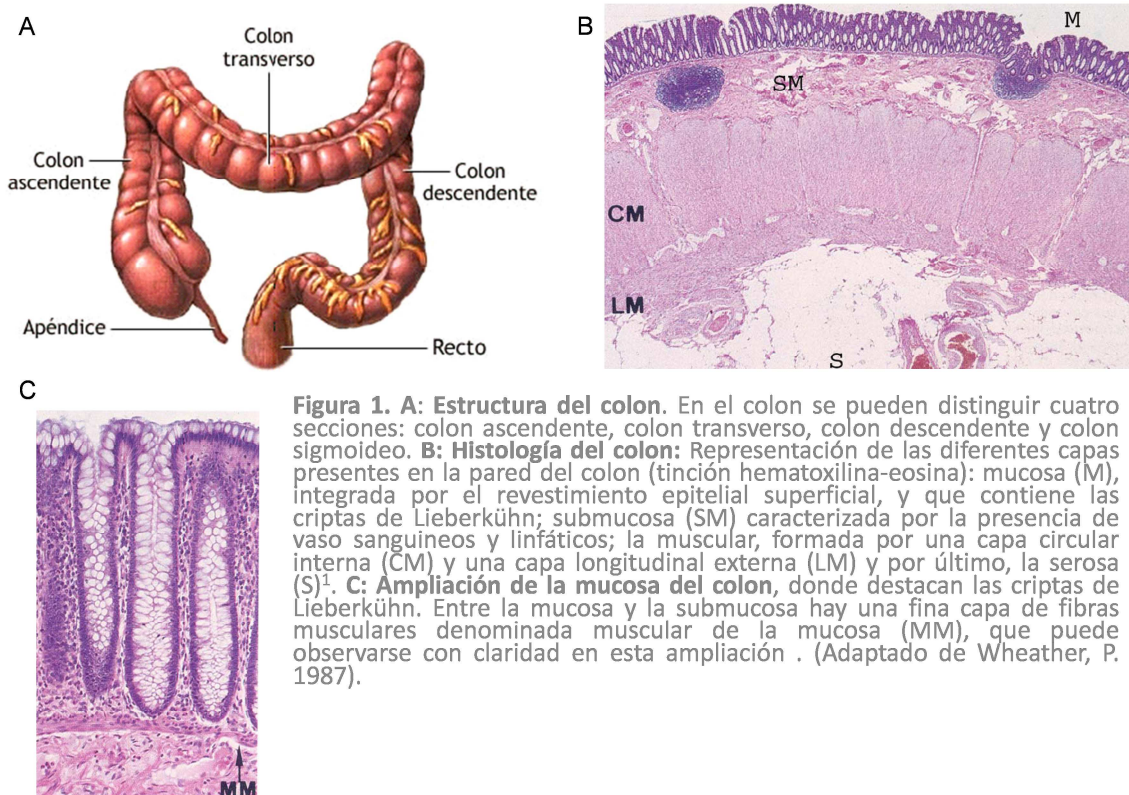 A
Colon
transverso
Colon
ascendente
Colon
descendente
Apéndice
Recto
B
M
SM
CM
LM
S
C
MM
Figura 1. A: Estructura del colon. En el colon se pueden distinguir cuatro
secciones: colon ascendente, colon transverso, colon descendente y colon
sigmoideo. B: Histología del colon: Representación de las diferentes capas
presentes en la pared del colon (tinción hematoxilina-eosina): mucosa (M),
integrada por el revestimiento epitelial superficial, y que contiene las
criptas de Lieberkühn; submucosa (SM) caracterizada por la presencia de
vaso sanguineos y linfáticos; la muscular, formada por una capa circular
interna (CM) y una capa longitudinal externa (LM) y por último, la serosa
(S)1. C: Ampliación de la mucosa del colon, donde destacan las criptas de
Lieberkühn. Entre la mucosa y la submucosa hay una fina capa de fibras
musculares denominada muscular de la mucosa (MM), que puede
observarse con claridad en esta ampliación . (Adaptado de Wheather, P.
1987).